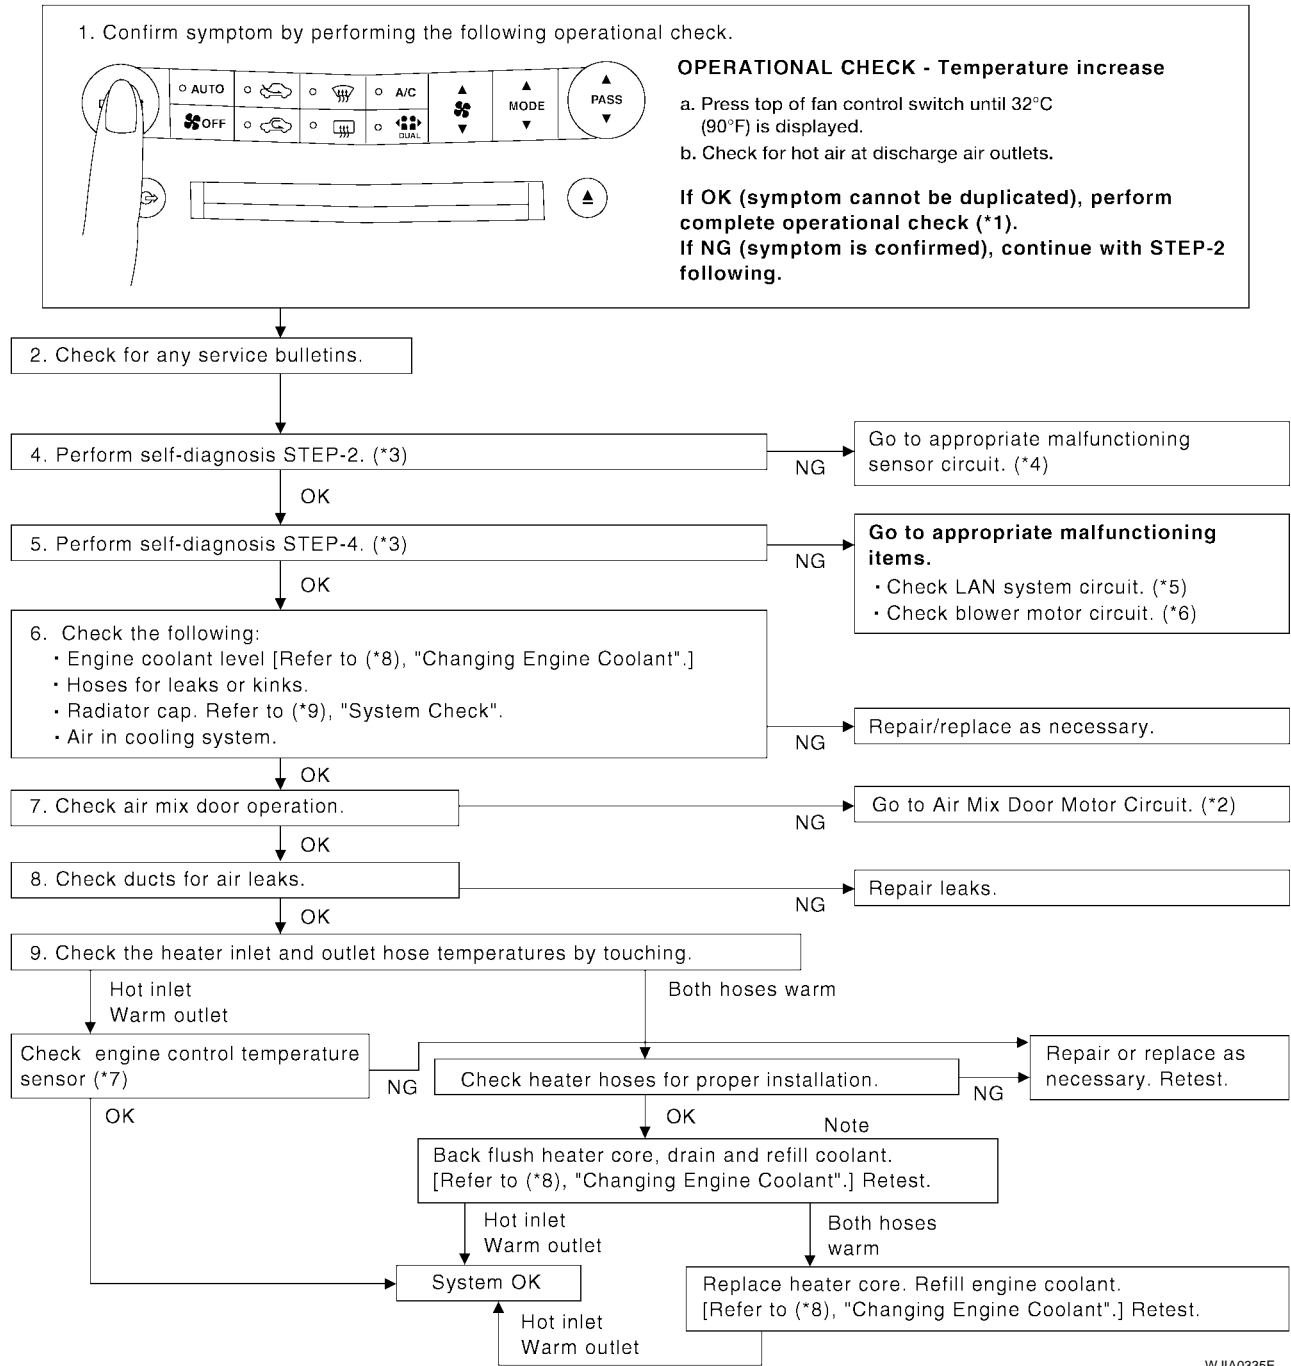 1. Confirm symptom by performing the following operational check.
AUTO
A/C
MODE
PASS
OFF
DUAL
OPERATIONAL CHECK - Temperature increase
a. Press top of fan control switch until 32°C
(90°F) is displayed.
b. Check for hot air at discharge air outlets.
If OK (symptom cannot be duplicated), perform
complete operational check (*1).
If NG (symptom is confirmed), continue with STEP-2
following.
2. Check for any service bulletins.
4. Perform self-diagnosis STEP-2. (*3)
NG
Go to appropriate malfunctioning
sensor circuit. (*4)
OK
5. Perform self-diagnosis STEP-4. (*3)
NG
Go to appropriate malfunctioning
items.
· Check LAN system circuit. (*5)
· Check blower motor circuit. (*6)
OK
6. Check the following:
· Engine coolant level [Refer to (*8), "Changing Engine Coolant".]
· Hoses for leaks or kinks.
· Radiator cap. Refer to (*9), "System Check".
· Air in cooling system.
NG
Repair/replace as necessary.
OK
7. Check air mix door operation.
NG
Go to Air Mix Door Motor Circuit. (*2)
OK
8. Check ducts for air leaks.
NG
Repair leaks.
OK
9. Check the heater inlet and outlet hose temperatures by touching.
Hot inlet
Warm outlet
Both hoses warm
Check engine control temperature
sensor (*7)
NG
Check heater hoses for proper installation.
NG
Repair or replace as
necessary. Retest.
OK
OK
Note
Back flush heater core, drain and refill coolant.
[Refer to (*8), "Changing Engine Coolant".] Retest.
Hot inlet
Warm outlet
Both hoses
warm
System OK
Replace heater core. Refill engine coolant.
[Refer to (*8), "Changing Engine Coolant".] Retest.
Hot inlet
Warm outlet
WJIA0335E